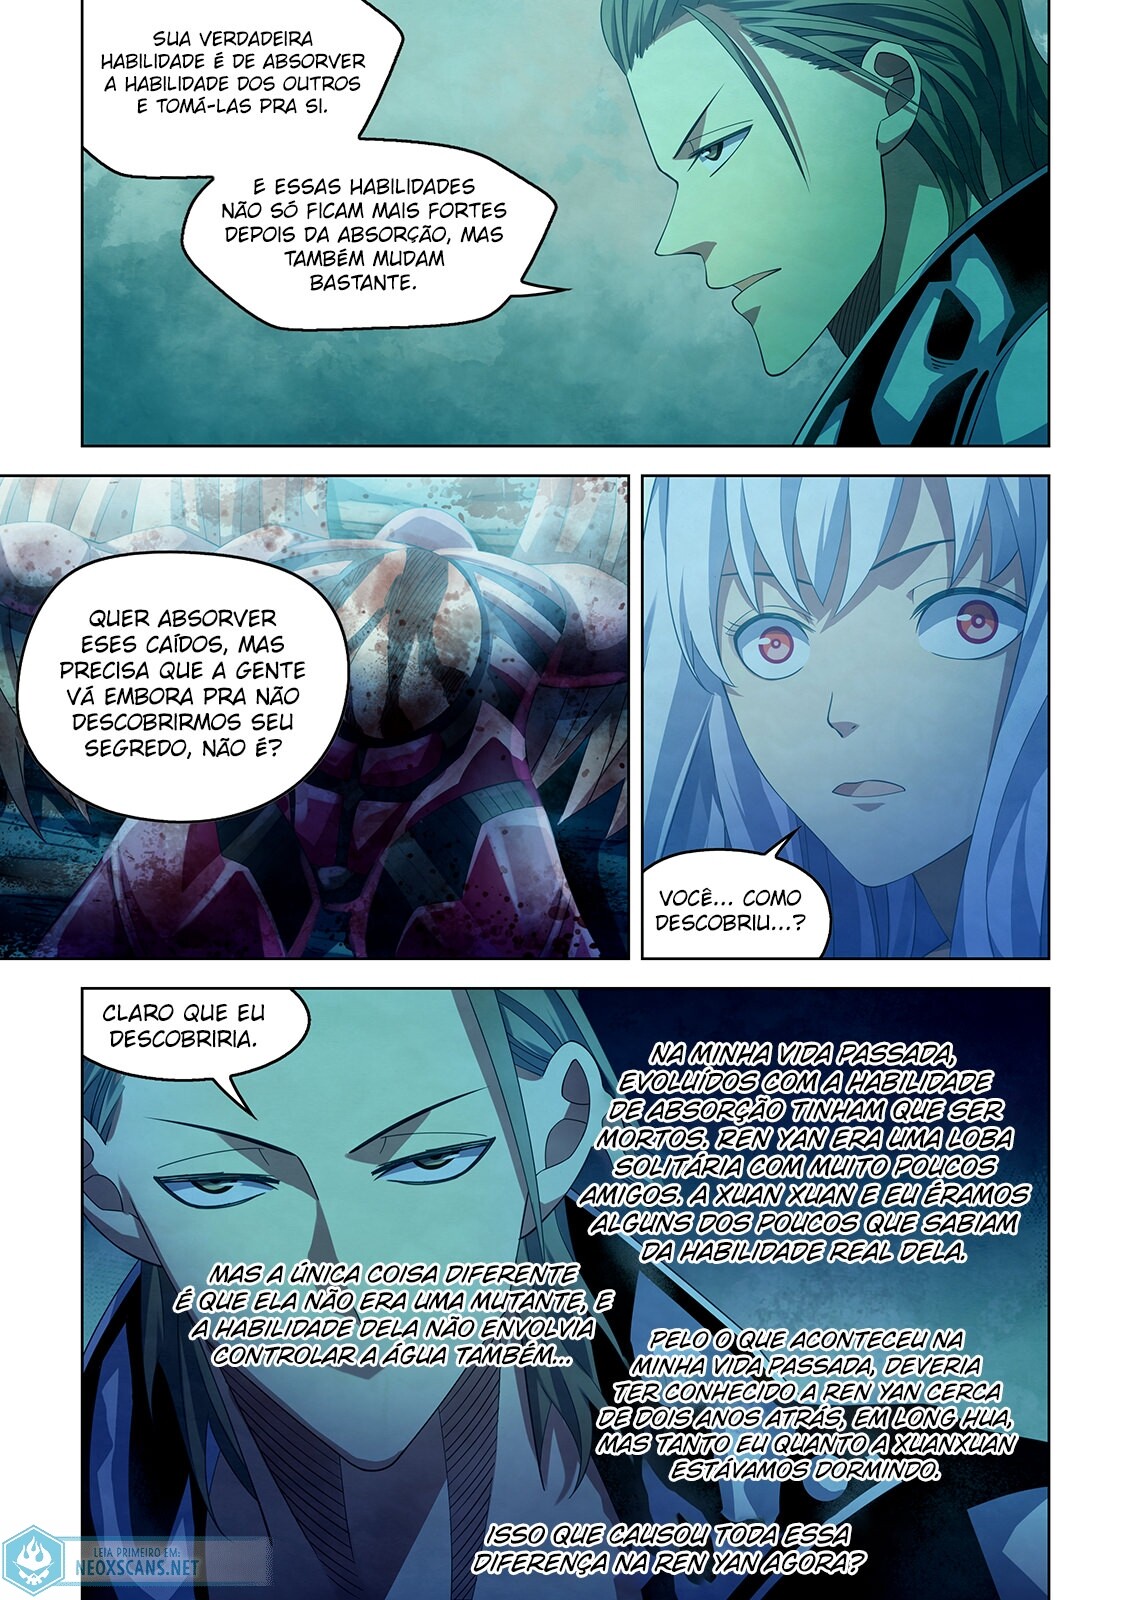 SUA VERDADEIRA
HABILIDADE É DE ABSORVER
A HABILIDADE DOS OUTROS
E TOMÁ-LAS PRA SI.
E ESSAS HABILIDADES
NÃO SÓ FICAM MAIS FORTES
DEPOIS DA ABSORÇÃO, MAS
TAMBÉM MUDAM
BASTANTE.
QUER ABSORVER
ESES CAÍDOS, MAS
PRECISA QUE A GENTE
VÁ EMBORA PRA NÃO
DESCOBRIRMOS SEU
SEGREDO, NÃO É?
VOCÊ... COMO
DESCOBRIU...?
CLARO QUE EU
DESCOBRIRIA.
NA MINHA VIDA PASSADA,
EVOLUÍDOS COM A HABILIDADE
DE ABSORÇÃO TINHAM QUE SER
MORTOS. REN YAN ERA UMA LOBA
SOLITÁRIA COM MUITO POUCOS
AMIGOS. A XUAN XUAN E EU ÉRAMOS
ALGUNS DOS POUCOS QUE SABIAM
DA HABILIDADE REAL DELA.
MAS A ÚNICA COISA DIFERENTE
É QUE ELA NÃO ERA UMA MUTANTE, E
A HABILIDADE DELA NÃO ENVOLVIA
CONTROLAR A ÁGUA TAMBÉM...
PELO O QUE ACONTECEU NA
MINHA VIDA PASSADA, DEVERIA
TER CONHECIDO A REN YAN CERCA
DE DOIS ANOS ATRÁS, EM LONG HUA,
MAS TANTO EU QUANTO A XUANXUAN
ESTÁVAMOS DORMINDO.
ISSO QUE CAUSOU TODA ESSA
DIFERENÇA NA REN YAN AGORA?
LEIA PRIMEIRO EM:
NEOXSCANS.NET